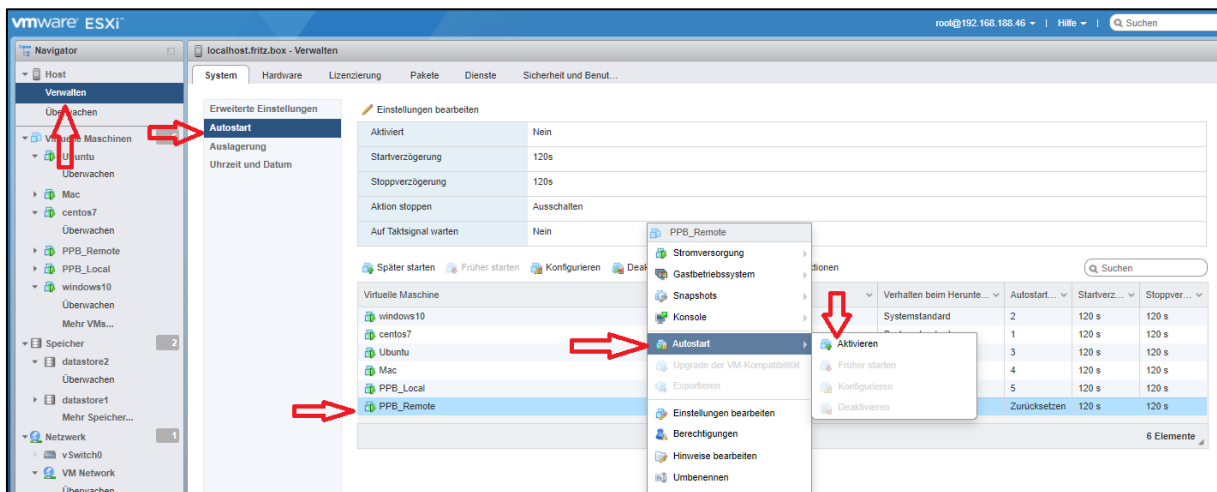 vmware ESXi™
root@192.168.188.46 | Hilfe | Suchen
Navigator
Host
Verwalten
Überwachen
Virtuelle Maschinen
Ubuntu
Überwachen
Mac
centos7
Überwachen
PPB_Remote
PPB_Local
windows10
Überwachen
Mehr VMs...
Speicher 2
datastore2
Überwachen
datastore1
Mehr Speicher...
Netzwerk 1
vSwitch0
VM Network
Überwachen
localhost.fritz.box - Verwalten
System Hardware Lizenzierung Pakete Dienste Sicherheit und Benut...
Erweiterte Einstellungen
Autostart
Auslagerung
Uhrzeit und Datum
Einstellungen bearbeiten
Aktiviert Nein
Startverzögerung 120s
Stoppverzögerung 120s
Aktion stoppen Ausschalten
Auf Taktsignal warten Nein
Später starten Früher starten Konfigurieren Suchen
Virtuelle Maschine Verhalten beim Herunte... Autostart... Startverz... Stoppver...
windows10 Systemstandard 2 120 s 120 s
centos7 1 120 s 120 s
Ubuntu 3 120 s 120 s
Mac 4 120 s 120 s
PPB_Local 5 120 s 120 s
PPB_Remote Zurücksetzen 120 s 120 s
6 Elemente
PPB_Remote
Stromversorgung
Gastbetriebssystem
Snapshots
Konsole
Autostart
Upgrade der VM-Kompatibilität
Exportieren
Einstellungen bearbeiten
Berechtigungen
Hinweise bearbeiten
Umbenennen
Aktivieren
Früher starten
Konfigurieren
Deaktivieren